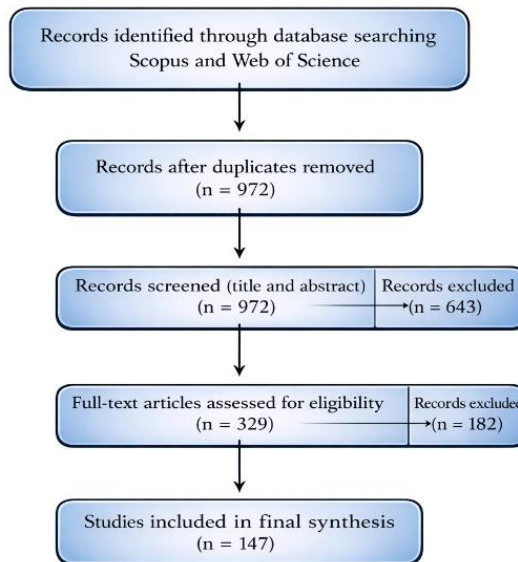 Records identified through database searching
Scopus and Web of Science
Records after duplicates removed
(n = 972)
Records screened (title and abstract)
(n = 972)
Records excluded
(n = 643)
Full-text articles assessed for eligibility
(n = 329)
Records excluded
(n = 182)
Studies included in final synthesis
(n = 147)